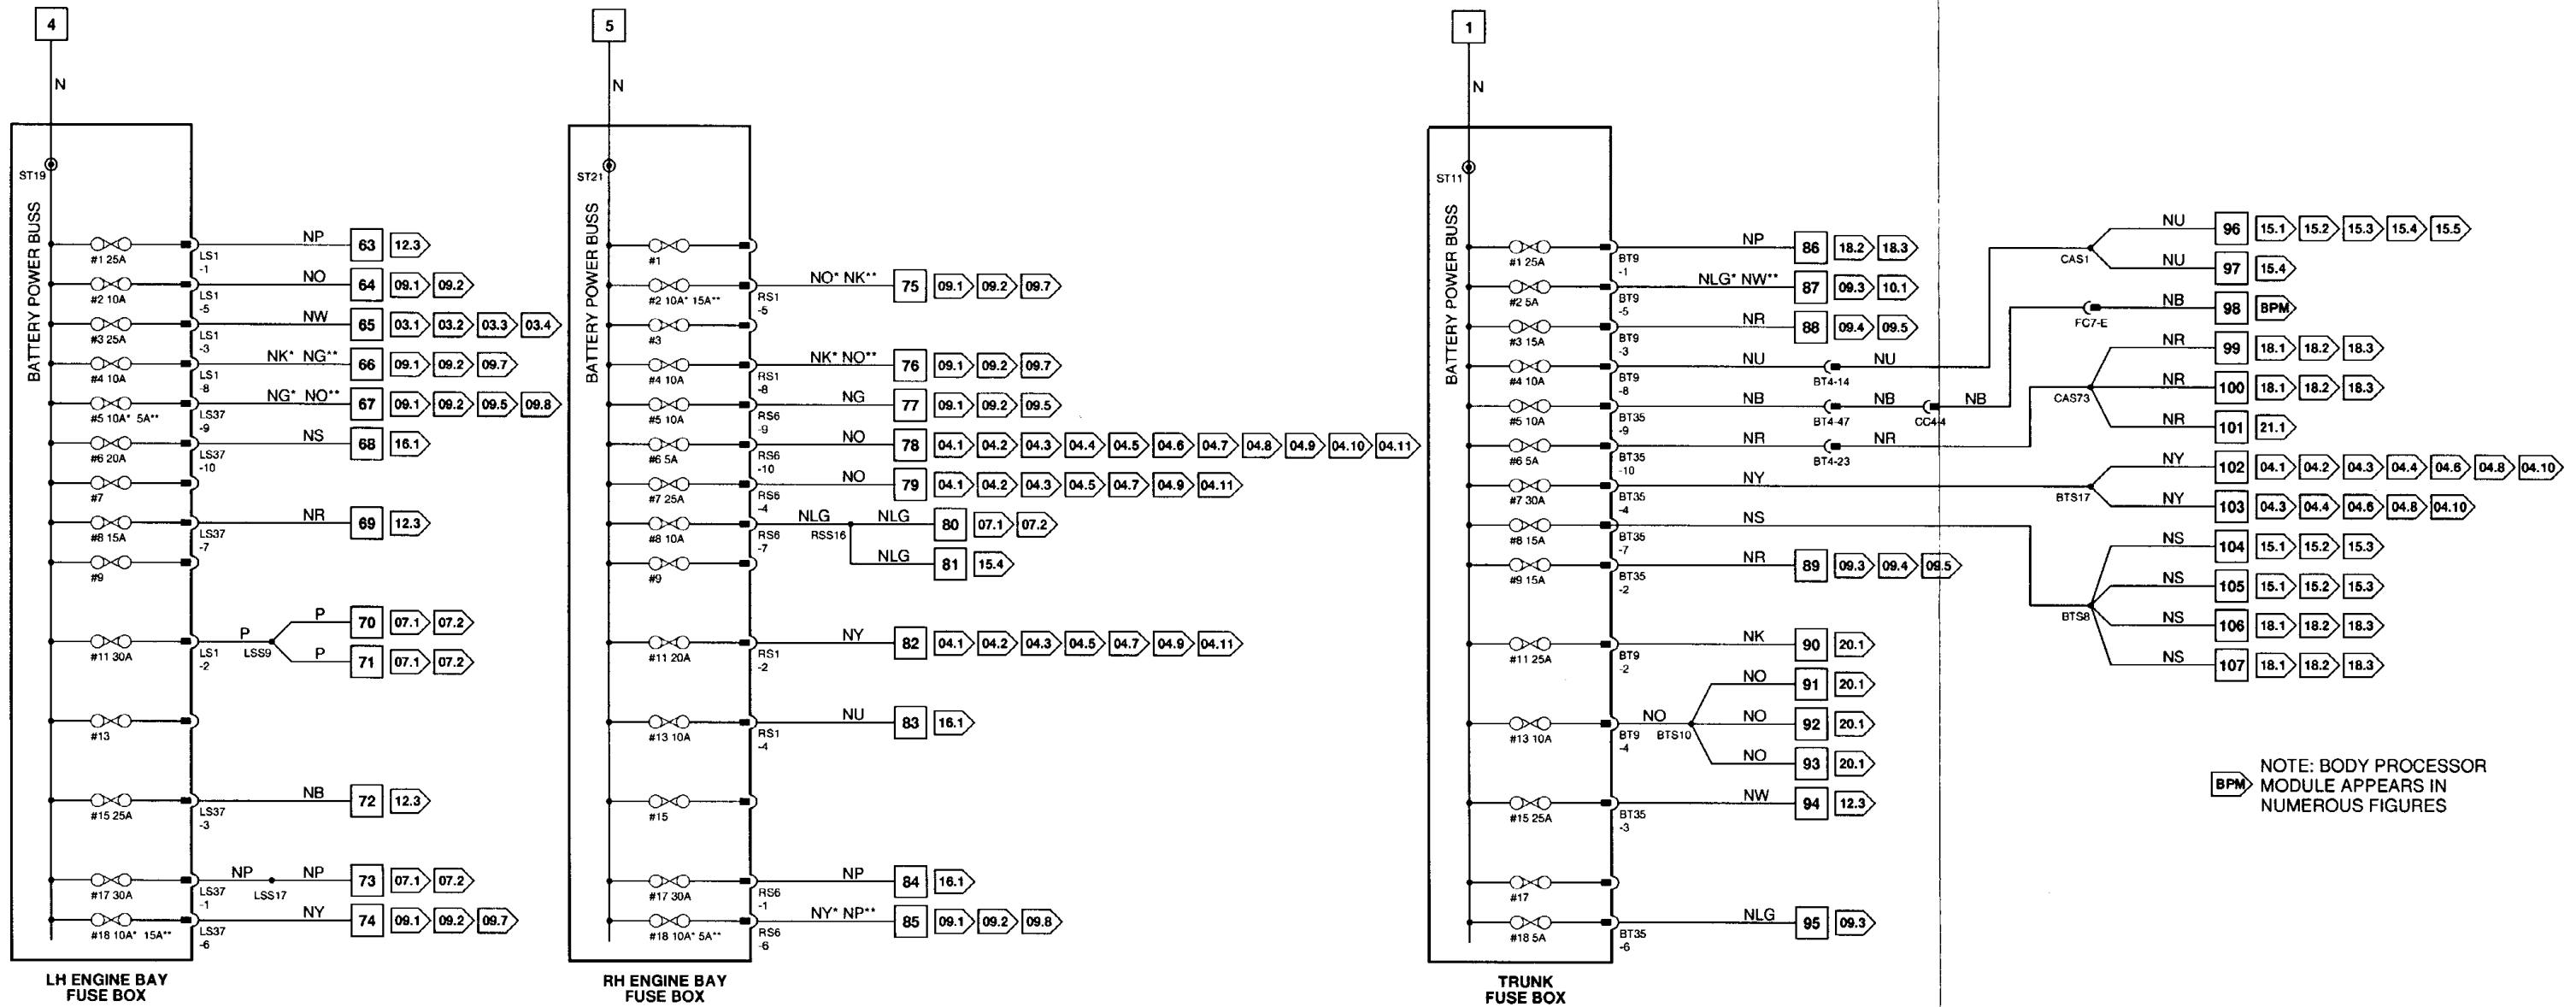 4
N
ST19
BATTERY POWER BUSS
#1 25A LS1 -1 NP 63 12.3
#2 10A LS1 -5 NO 64 09.1 09.2
#3 25A LS1 -3 NW 65 03.1 03.2 03.3 03.4
#4 10A LS1 -8 NK* NG** 66 09.1 09.2 09.7
#5 10A* 5A** LS37 -9 NG* NO** 67 09.1 09.2 09.5 09.8
#6 20A LS37 -10 NS 68 16.1
#7
#8 15A LS37 -7 NR 69 12.3
#9
#11 30A LS1 -2 P LSS9
P 70 07.1 07.2
P 71 07.1 07.2
#13
#15 25A LS37 -3 NB 72 12.3
#17 30A LS37 -1 NP LSS17 NP 73 07.1 07.2
#18 10A* 15A** LS37 -6 NY 74 09.1 09.2 09.7
LH ENGINE BAY
FUSE BOX
5
N
ST21
BATTERY POWER BUSS
#1
#2 10A* 15A** RS1 -5 NO* NK** 75 09.1 09.2 09.7
#3
#4 10A RS1 -8 NK* NO** 76 09.1 09.2 09.7
#5 10A RS6 -9 NG 77 09.1 09.2 09.5
#6 5A RS6 -10 NO 78 04.1 04.2 04.3 04.4 04.5 04.6 04.7 04.8 04.9 04.10 04.11
#7 25A RS6 -4 NO 79 04.1 04.2 04.3 04.5 04.7 04.9 04.11
#8 10A RS6 -7 NLG RSS16
NLG 80 07.1 07.2
NLG 81 15.4
#9
#11 20A RS1 -2 NY 82 04.1 04.2 04.3 04.5 04.7 04.9 04.11
#13 10A RS1 -4 NU 83 16.1
#15
#17 30A RS6 -1 NP 84 16.1
#18 10A* 5A** RS6 -6 NY* NP** 85 09.1 09.2 09.8
RH ENGINE BAY
FUSE BOX
1
N
ST11
BATTERY POWER BUSS
#1 25A BT9 -1 NP 86 18.2 18.3
#2 5A BT9 -5 NLG* NW** 87 09.3 10.1
#3 15A BT9 -3 NR 88 09.4 09.5
#4 10A BT9 -8 NU BT4-14 NU CAS1
NU 96 15.1 15.2 15.3 15.4 15.5
NU 97 15.4
#5 10A BT35 -9 NB BT4-47 NB CC4-4 NB FC7-E NB 98 BPM
#6 5A BT35 -10 NR BT4-23 NR CAS73
NR 99 18.1 18.2 18.3
NR 100 18.1 18.2 18.3
NR 101 21.1
#7 30A BT35 -4 NY BTS17
NY 102 04.1 04.2 04.3 04.4 04.6 04.8 04.10
NY 103 04.3 04.4 04.6 04.8 04.10
#8 15A BT35 -7 NS BTS8
NS 104 15.1 15.2 15.3
NS 105 15.1 15.2 15.3
NS 106 18.1 18.2 18.3
NS 107 18.1 18.2 18.3
#9 15A BT35 -2 NR 89 09.3 09.4 09.5
#11 25A BT9 -2 NK 90 20.1
#13 10A BT9 -4 NO BTS10
NO 91 20.1
NO 92 20.1
NO 93 20.1
#15 25A BT35 -3 NW 94 12.3
#17
#18 5A BT35 -6 NLG 95 09.3
TRUNK
FUSE BOX
BPM
NOTE: BODY PROCESSOR
MODULE APPEARS IN
NUMEROUS FIGURES